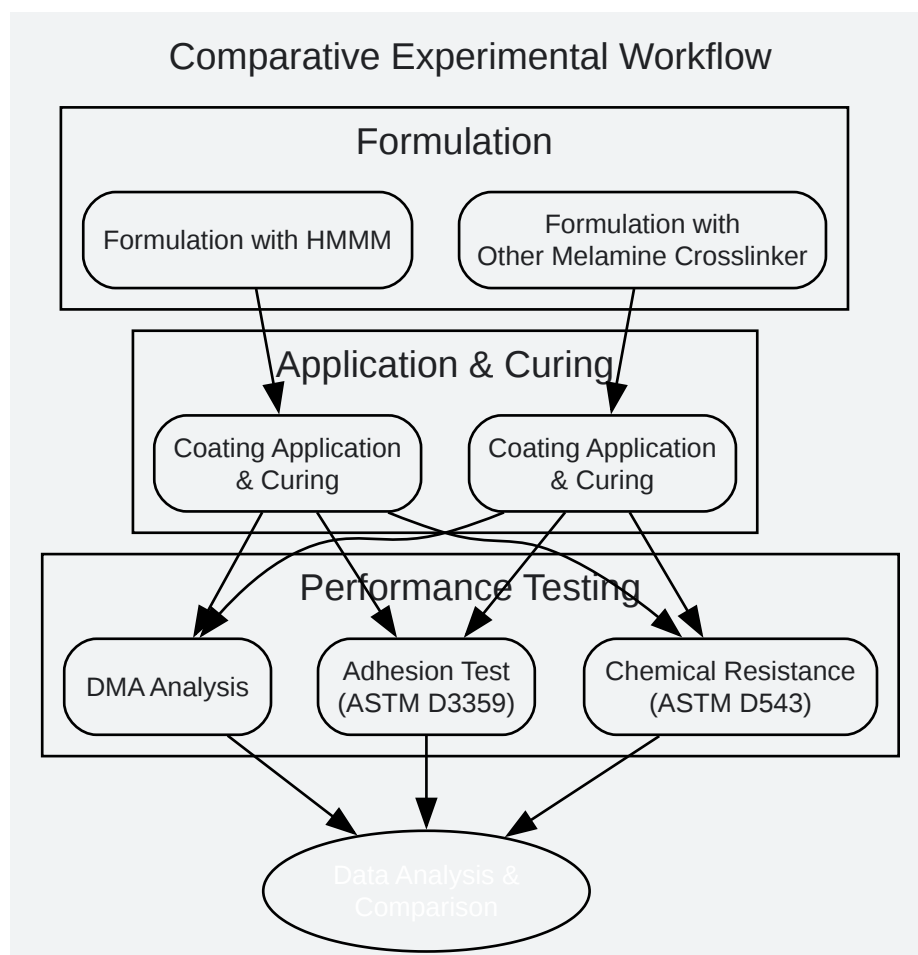 Comparative Experimental Workflow
Formulation
Formulation with HMMM
Formulation with
Other Melamine Crosslinker
Application & Curing
Coating Application
& Curing
Coating Application
& Curing
Performance Testing
DMA Analysis
Adhesion Test
(ASTM D3359)
Chemical Resistance
(ASTM D543)
Data Analysis &
Comparison